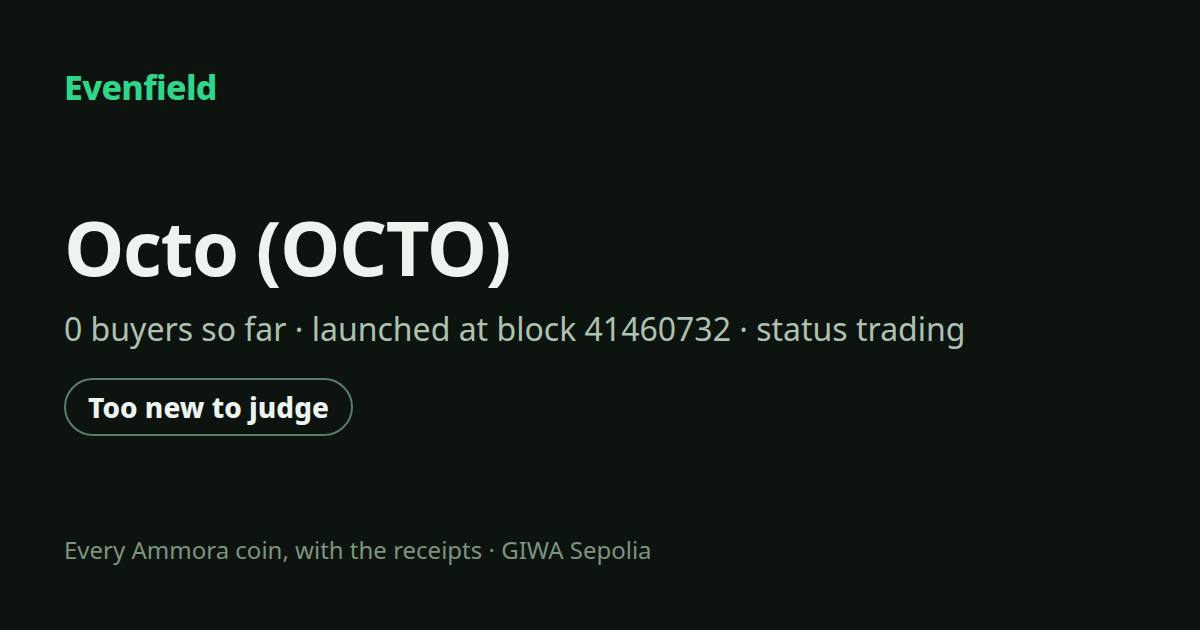 Evenfield
Octo (OCTO)
0 buyers so far · launched at block 41460732 · status trading
Too new to judge
Every Ammora coin, with the receipts · GIWA Sepolia